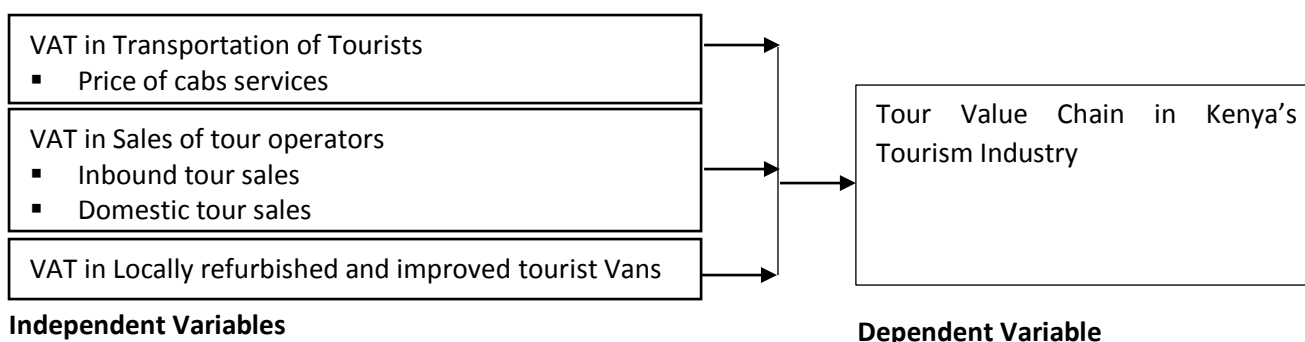 VAT in Transportation of Tourists
▪ Price of cabs services
VAT in Sales of tour operators
▪ Inbound tour sales
▪ Domestic tour sales
VAT in Locally refurbished and improved tourist Vans
Independent Variables
Tour Value Chain in Kenya’s
Tourism Industry
Dependent Variable